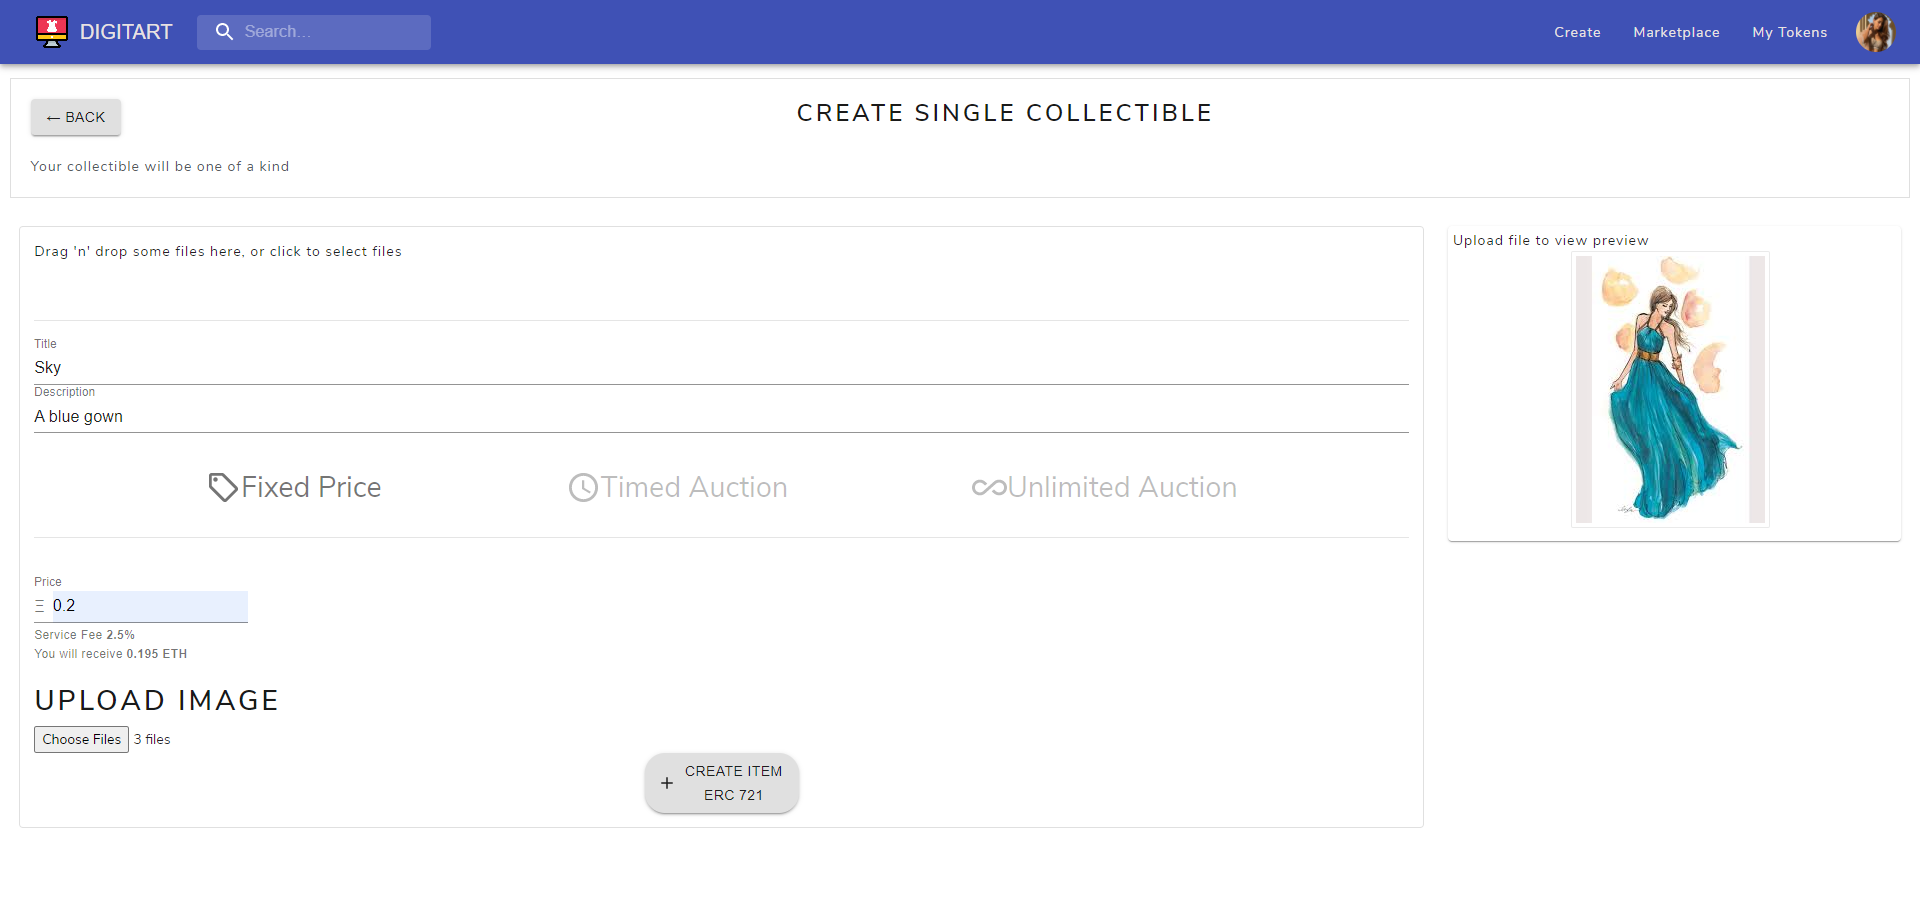 DIGITART
Search...
Create
Marketplace
My Tokens
← BACK
CREATE SINGLE COLLECTIBLE
Your collectible will be one of a kind
Drag 'n' drop some files here, or click to select files
Title
Sky
Description
A blue gown
Fixed Price
Timed Auction
Unlimited Auction
Price
Ξ 0.2
Service Fee 2.5%
You will receive 0.195 ETH
UPLOAD IMAGE
Choose Files 3 files
+ CREATE ITEM
ERC 721
Upload file to view preview